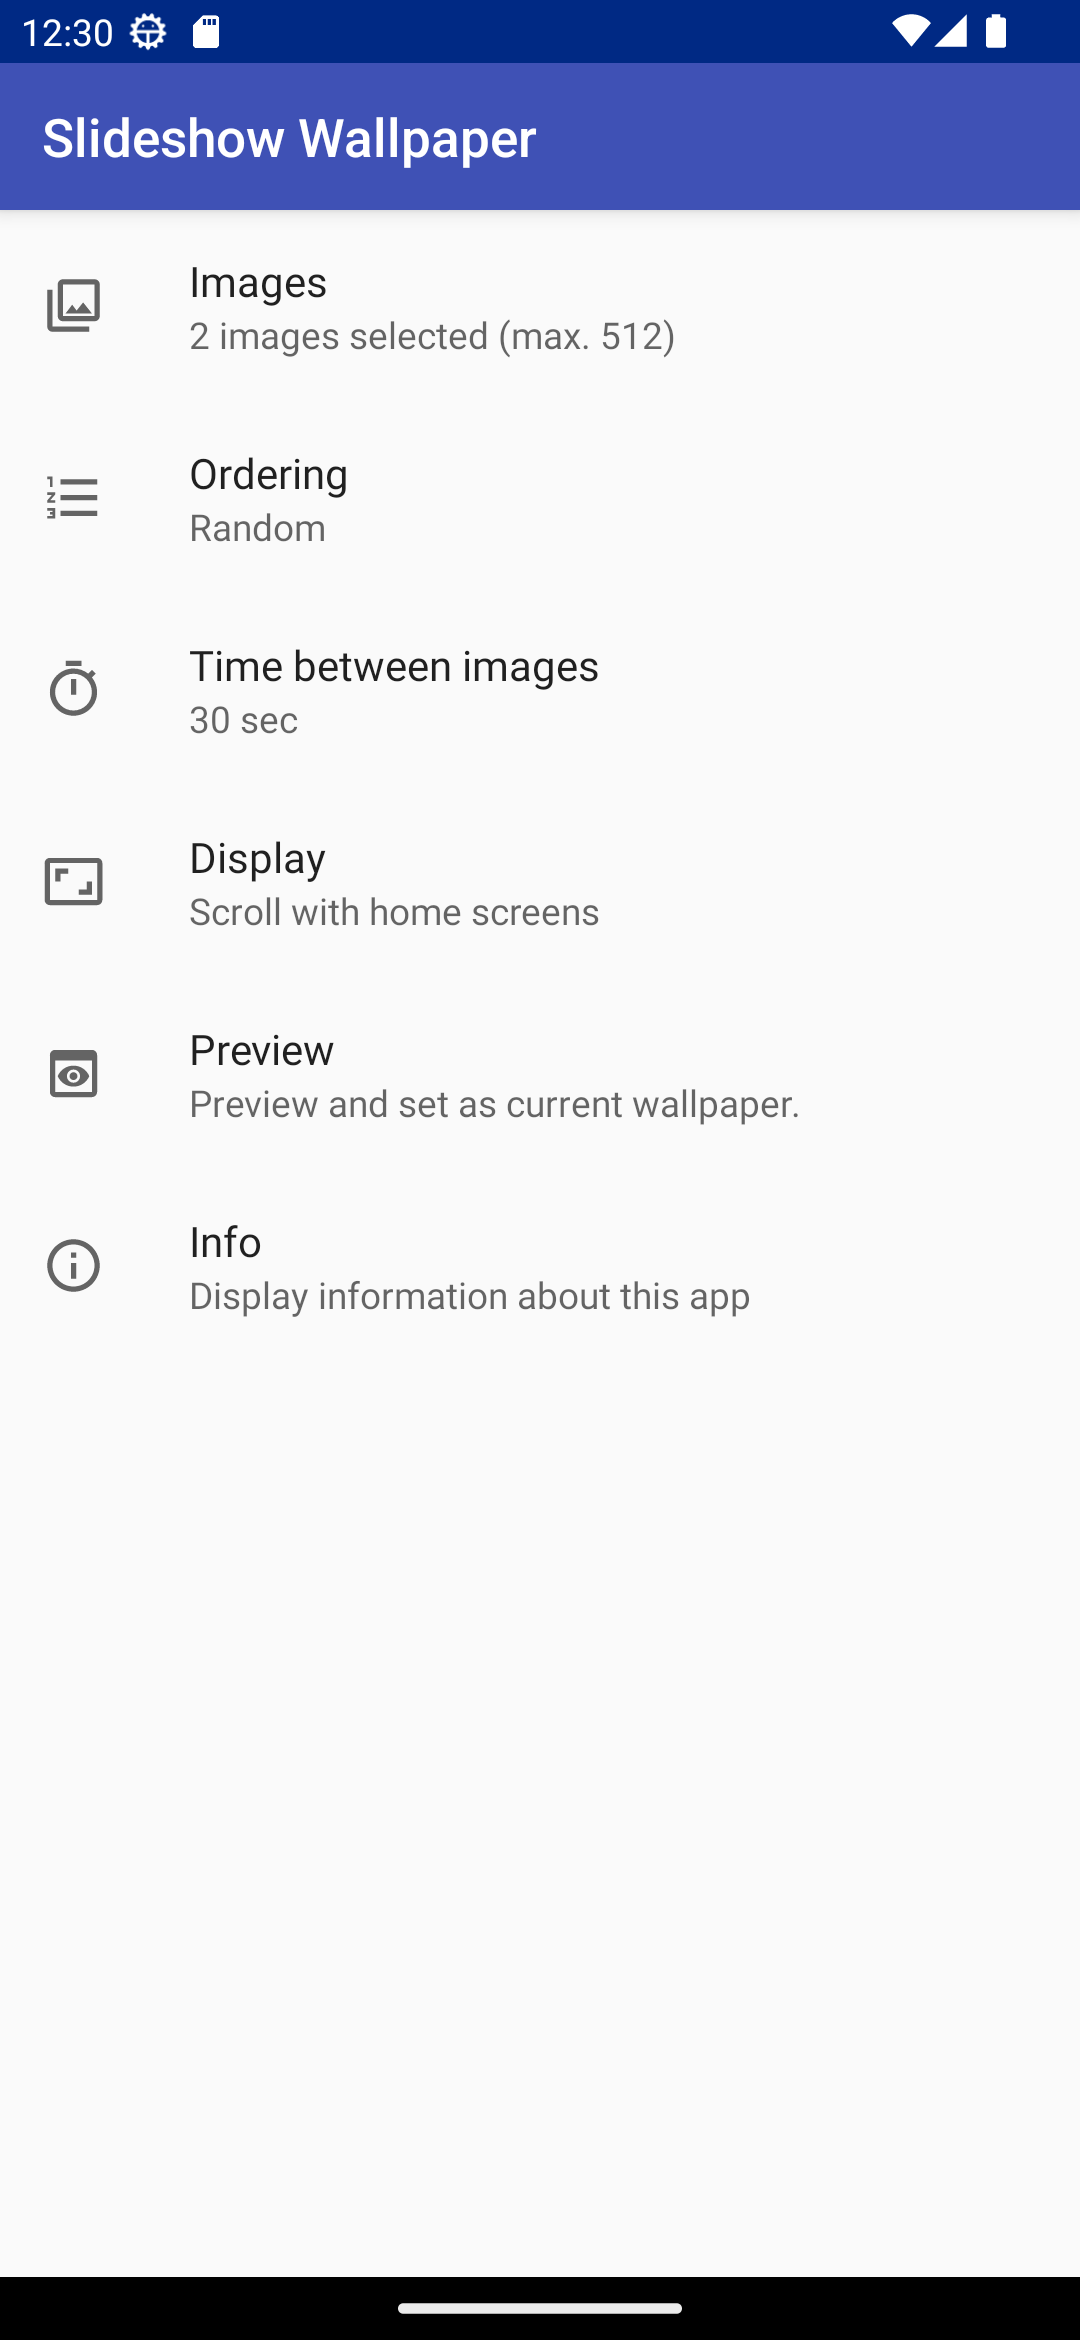 12:30
Slideshow Wallpaper
Images
2 images selected (max. 512)
Ordering
Random
Time between images
30 sec
Display
Scroll with home screens
Preview
Preview and set as current wallpaper.
Info
Display information about this app